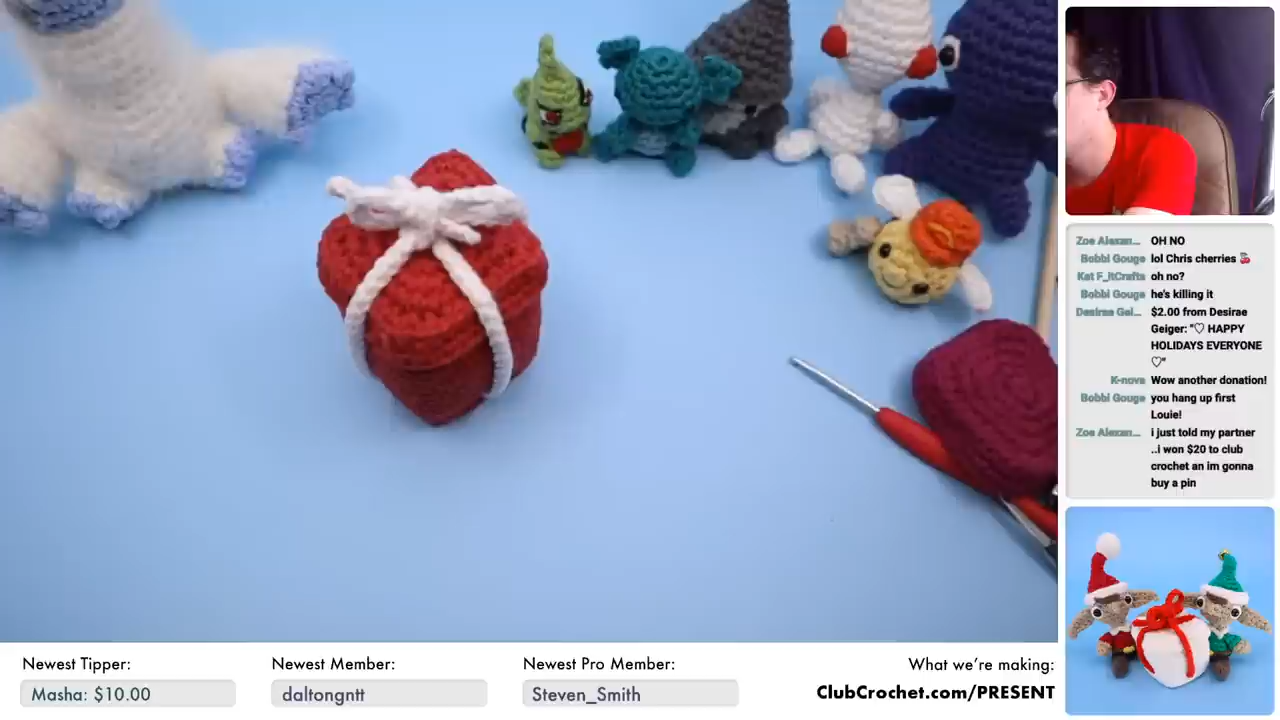 Zoe Alexan... OH NO
Bobbi Gouge lol Chris cherries 🍒
Kat F_ItCrafts oh no?
Bobbi Gouge he's killing it
Desirae Gei... $2.00 from Desirae
Geiger: "♡ HAPPY
HOLIDAYS EVERYONE
♡"
K-nova Wow another donation!
Bobbi Gouge you hang up first
Louie!
Zoe Alexan... i just told my partner
..i won $20 to club
crochet an im gonna
buy a pin
Newest Tipper:
Masha: $10.00
Newest Member:
daltongntt
Newest Pro Member:
Steven_Smith
What we're making:
ClubCrochet.com/PRESENT